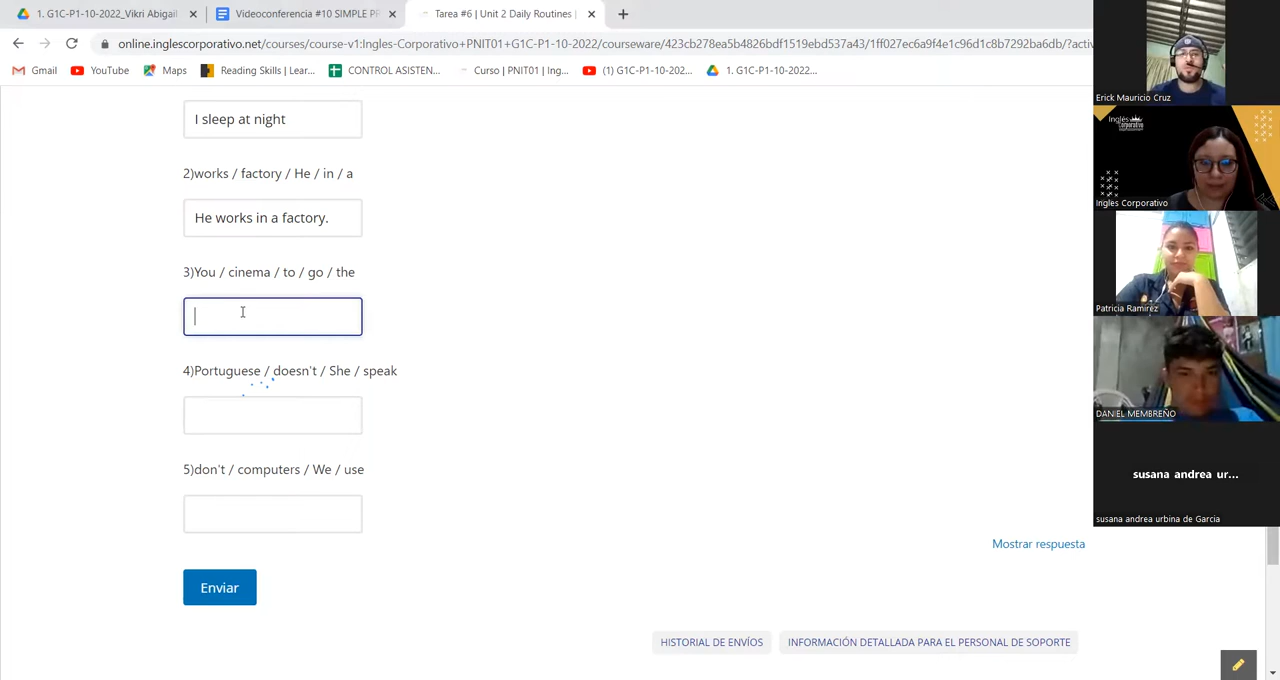 1. G1C-P1-10-2022_Vikri Abigail
Videoconferencia #10 SIMPLE PR
Tarea #6 | Unit 2 Daily Routines |
online.inglescorporativo.net/courses/course-v1:Ingles-Corporativo+PNIT01+G1C-P1-10-2022/courseware/423cb278ea5b4826bdf1519ebd537a43/1ff027ec6a9f4e1c96d1c8b7292ba6db/?activ
Gmail
YouTube
Maps
Reading Skills | Lear...
CONTROL ASISTEN...
Curso | PNIT01 | Ing...
(1) G1C-P1-10-202...
1. G1C-P1-10-2022...
I sleep at night
2)works / factory / He / in / a
He works in a factory.
3)You / cinema / to / go / the
4)Portuguese / doesn't / She / speak
5)don't / computers / We / use
Mostrar respuesta
Enviar
HISTORIAL DE ENVÍOS
INFORMACIÓN DETALLADA PARA EL PERSONAL DE SOPORTE
Erick Mauricio Cruz
Inglés
Corporativo
Ingles Corporativo
Patricia Ramirez
DANIEL MEMBREÑO
susana andrea ur...
susana andrea urbina de Garcia